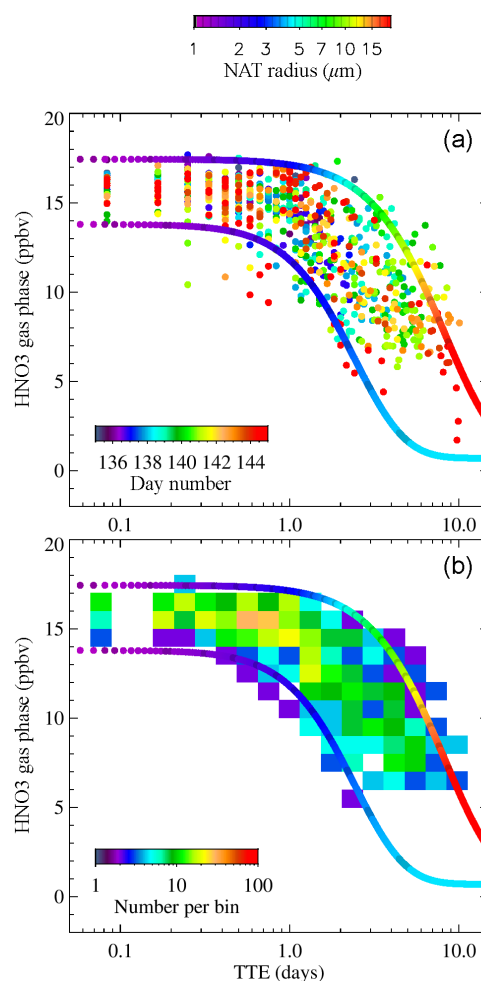 1 2 3 5 7 10 15
NAT radius (μm)
(a)
20
15
10
5
0
HNO3 gas phase (ppbv)
136 138 140 142 144
Day number
0.1 1.0 10.0
(b)
20
15
10
5
0
HNO3 gas phase (ppbv)
1 10 100
Number per bin
0.1 1.0 10.0
TTE (days)